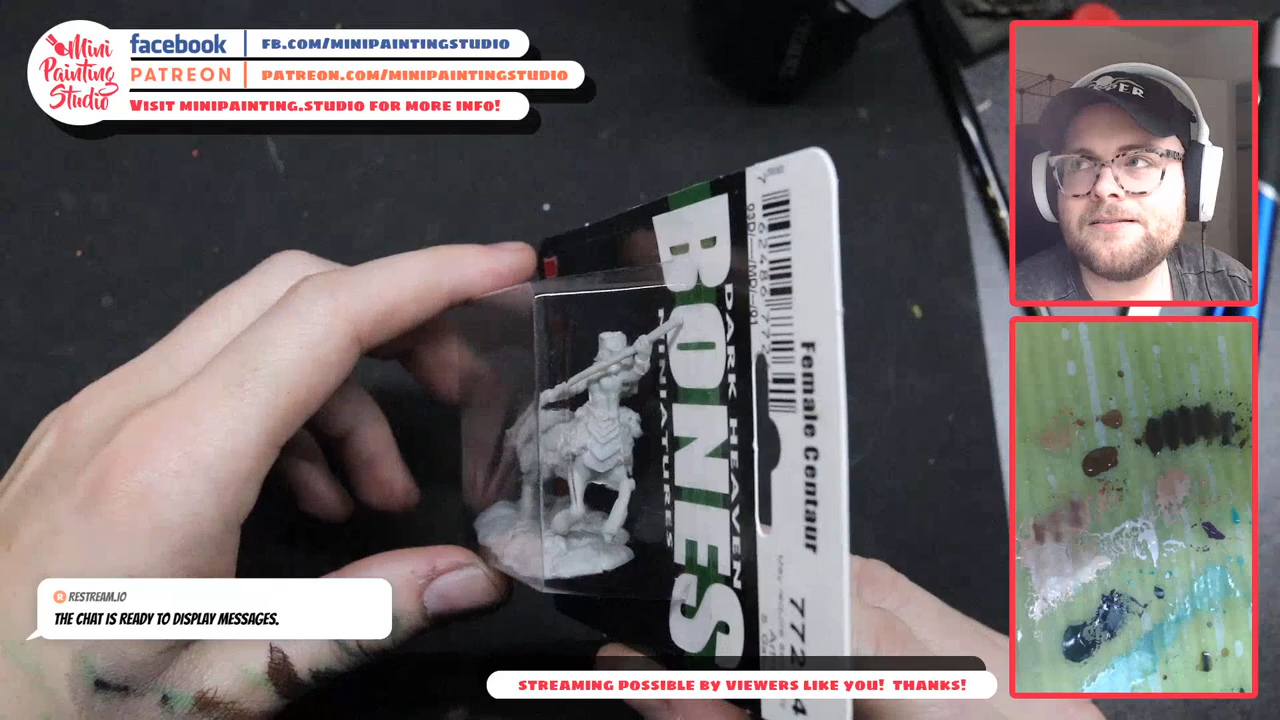 Mini
Painting
Studio
facebook
FB.COM/MINIPAINTINGSTUDIO
PATREON
PATREON.COM/MINIPAINTINGSTUDIO
VISIT MINIPAINTING.STUDIO FOR MORE INFO!
BONES
DARK HEAVEN
MINIATURES
Female Centaur
RESTREAM.IO
THE CHAT IS READY TO DISPLAY MESSAGES.
STREAMING POSSIBLE BY VIEWERS LIKE YOU! THANKS!